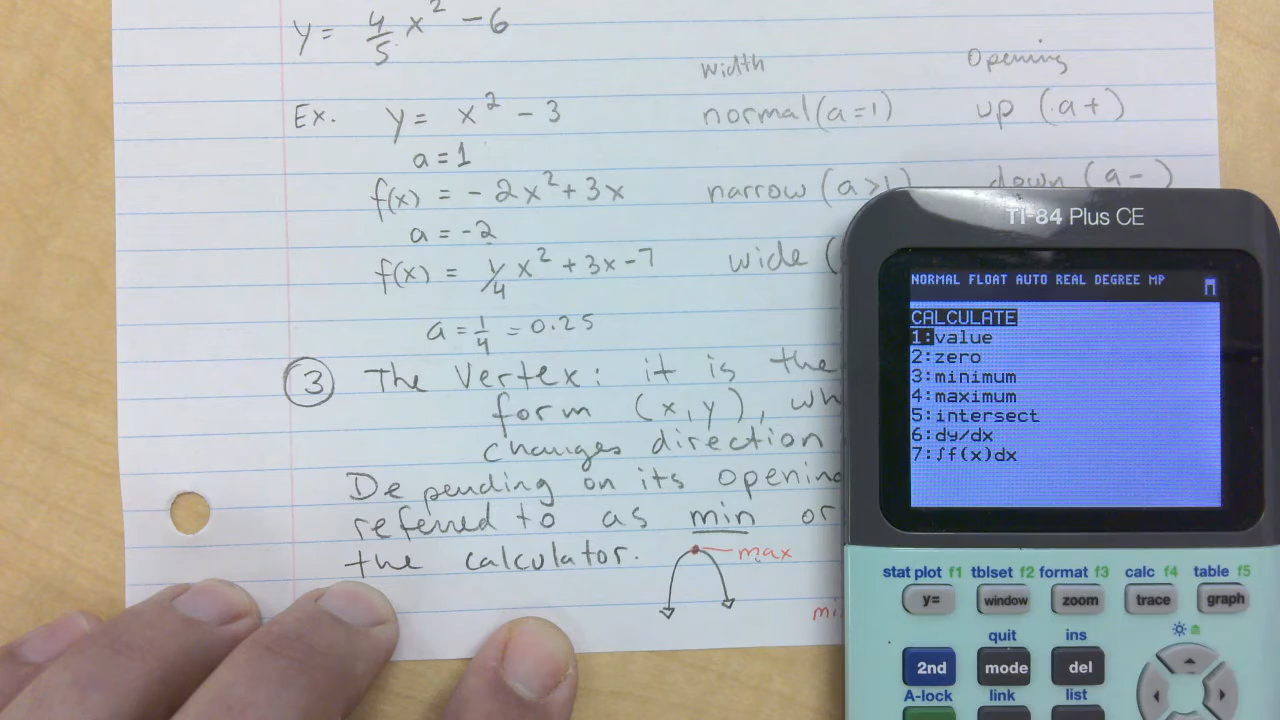 y = 4/5 x² - 6
width Opening
Ex. y = x² - 3 normal (a=1) up (a+)
a = 1
f(x) = - 2x² + 3x narrow (a>1) down (a-)
a = -2
f(x) = 1/4 x² + 3x - 7 wide (
a = 1/4 = 0.25
③ The Vertex: it is the
form (x, y), wh
changes direction
Depending on its opening
referred to as min or
the calculator.
max
TI-84 Plus CE
NORMAL FLOAT AUTO REAL DEGREE MP
CALCULATE
1:value
2:zero
3:minimum
4:maximum
5:intersect
6:dy/dx
7:∫f(x)dx
stat plot f1 tblset f2 format f3 calc f4 table f5
y= window zoom trace graph
quit ins
2nd mode del
A-lock link list